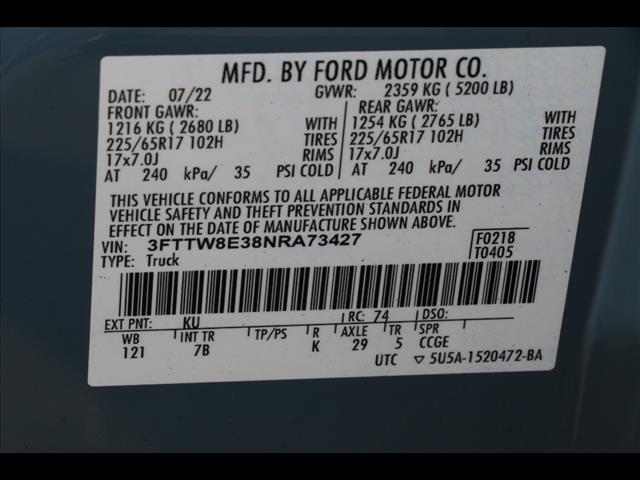 MFD. BY FORD MOTOR CO.
DATE: 07/22 GVWR: 2359 KG ( 5200 LB)
FRONT GAWR: REAR GAWR:
1216 KG ( 2680 LB) WITH 1254 KG ( 2765 LB) WITH
225/65R17 102H TIRES 225/65R17 102H TIRES
17x7.0J RIMS 17x7.0J RIMS
AT 240 kPa/ 35 PSI COLD AT 240 kPa/ 35 PSI COLD
THIS VEHICLE CONFORMS TO ALL APPLICABLE FEDERAL MOTOR
VEHICLE SAFETY AND THEFT PREVENTION STANDARDS IN
EFFECT ON THE DATE OF MANUFACTURE SHOWN ABOVE.
VIN: 3FTTW8E38NRA73427 F0218
TYPE: Truck T0405
EXT PNT: KU RC: 74 DSO:
WB INT TR TP/PS R AXLE TR SPR
121 7B K 29 5 CCGE
UTC ▽ 5U5A-1520472-BA